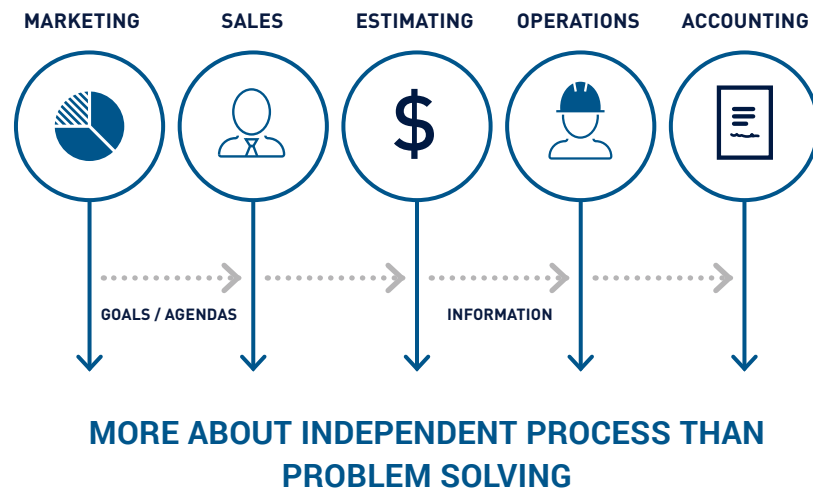 MARKETING
SALES
ESTIMATING
OPERATIONS
ACCOUNTING
$
GOALS / AGENDAS
INFORMATION
MORE ABOUT INDEPENDENT PROCESS THAN
PROBLEM SOLVING